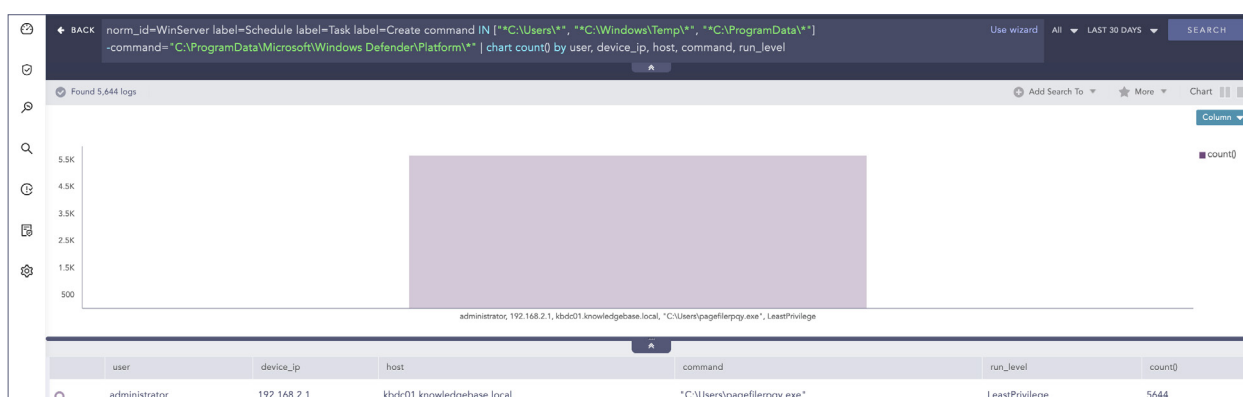 BACK
norm_id=WinServer label=Schedule label=Task label=Create command IN ["*C:\Users\*", "*C:\Windows\Temp\*", "*C:\ProgramData\*"]
-command="C:\ProgramData\Microsoft\Windows Defender\Platform\*" | chart count() by user, device_ip, host, command, run_level
Use wizard All LAST 30 DAYS SEARCH
Found 5,644 logs
Add Search To More Chart
Column
count()
5.5K
4.5K
3.5K
2.5K
1.5K
500
administrator, 192.168.2.1, kbdc01.knowledgebase.local, "C:\Users\pagefilerpqy.exe", LeastPrivilege
user device_ip host command run_level count()
administrator 192.168.2.1 kbdc01.knowledgebase.local "C:\Users\pagefilerpqy.exe" LeastPrivilege 5644